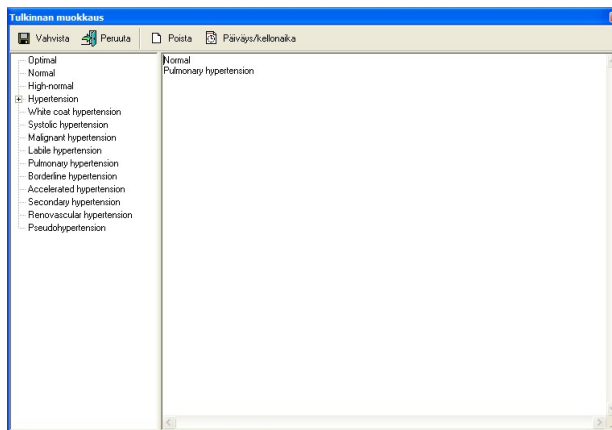 Tulkinnan muokkaus
Vahvista Peruuta Poista Päiväys/kellonaika
Optimal
Normal
High-normal
Hypertension
White coat hypertension
Systolic hypertension
Malignant hypertension
Labile hypertension
Pulmonary hypertension
Borderline hypertension
Accelerated hypertension
Secondary hypertension
Renovascular hypertension
Pseudohypertension
Normal
Pulmonary hypertension